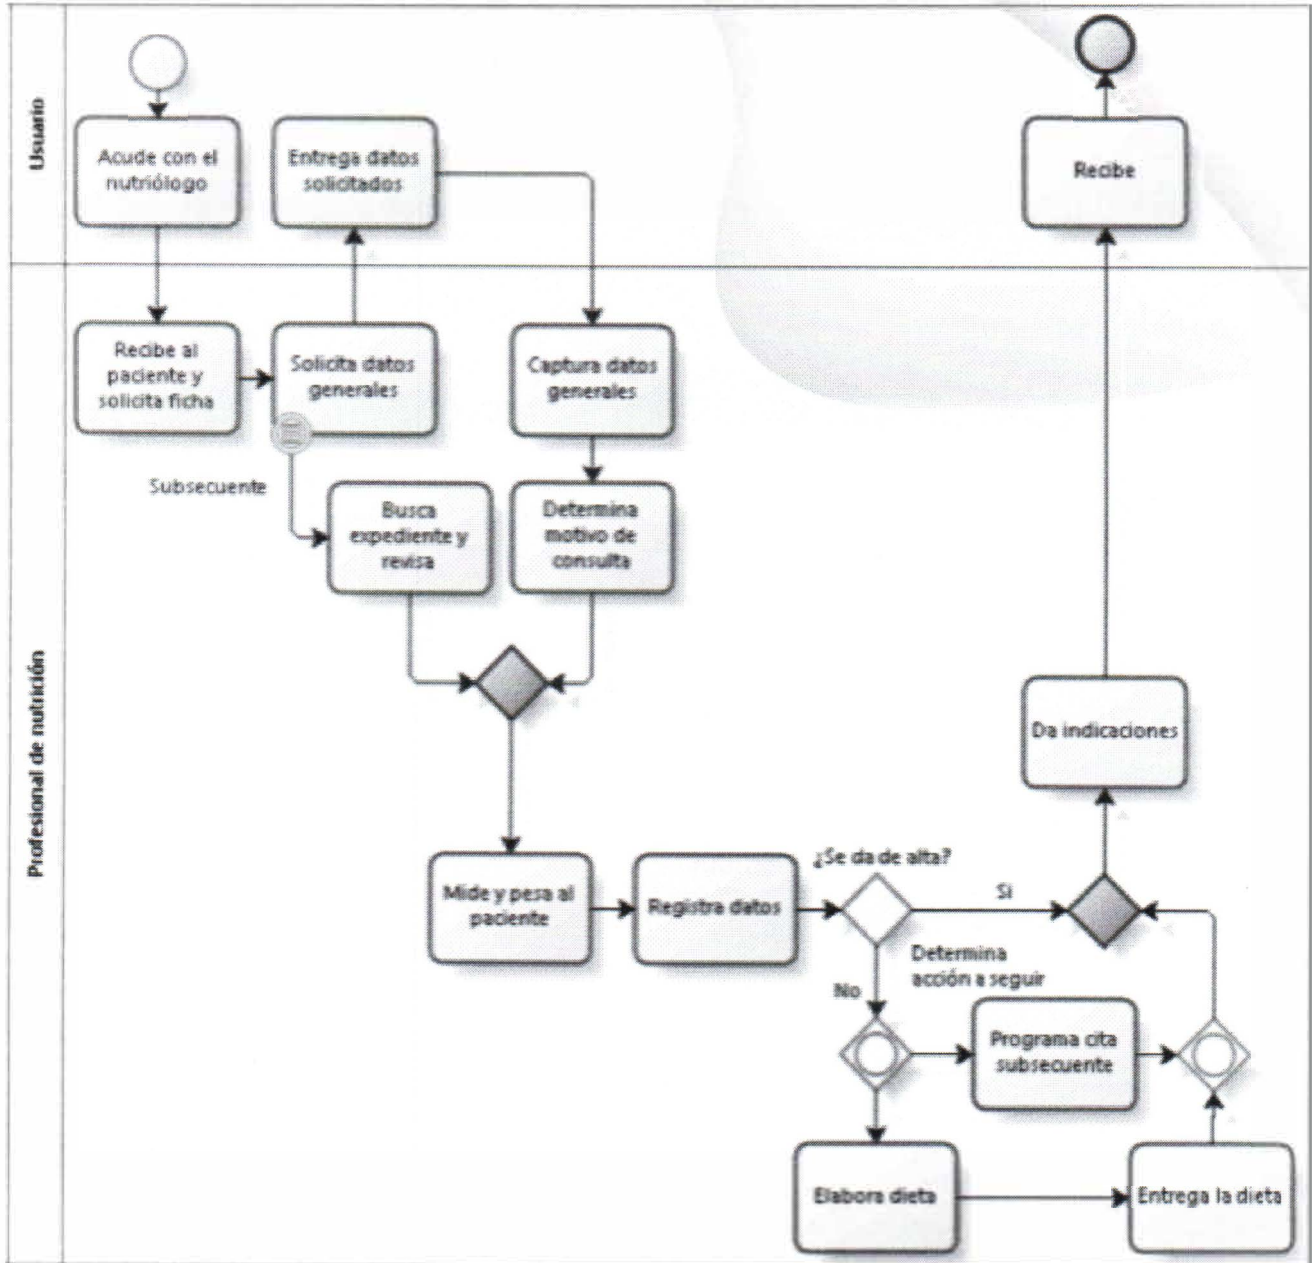 Usuario
Acude con el
nutriólogo
Entrega datos
solicitados
Recibe
Profesional de nutrición
Recibe al
paciente y
solicita ficha
Solicita datos
generales
Captura datos
generales
Subsecuente
Busca
expediente y
revisa
Determina
motivo de
consulta
Da indicaciones
Mide y pesa al
paciente
Registra datos
¿Se da de alta?
Si
No
Determina
acción a seguir
Programa cita
subsecuente
Elabora dieta
Entrega la dieta